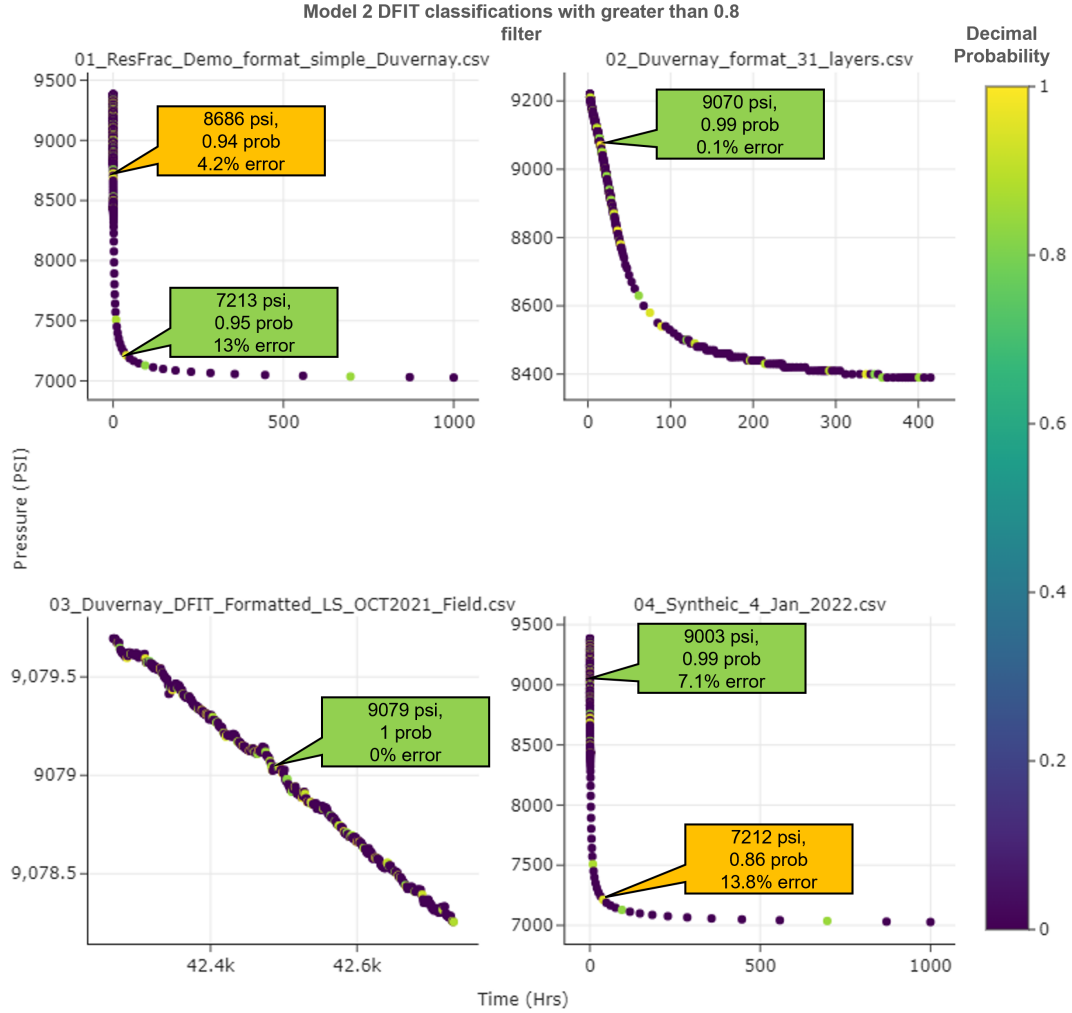 Model 2 DFIT classifications with greater than 0.8
filter
Decimal
Probability
01_ResFrac_Demo_format_simple_Duvernay.csv
9500
9000
8500
8000
7500
7000
0
500
1000
8686 psi,
0.94 prob
4.2% error
7213 psi,
0.95 prob
13% error
02_Duvernay_format_31_layers.csv
9200
9000
8800
8600
8400
0
100
200
300
400
9070 psi,
0.99 prob
0.1% error
1
0.8
0.6
0.4
0.2
0
Pressure (PSI)
03_Duvernay_DFIT_Formatted_LS_OCT2021_Field.csv
9,079.5
9079
9,078.5
42.4k
42.6k
9079 psi,
1 prob
0% error
04_Syntheic_4_Jan_2022.csv
9500
9000
8500
8000
7500
7000
0
500
1000
9003 psi,
0.99 prob
7.1% error
7212 psi,
0.86 prob
13.8% error
Time (Hrs)